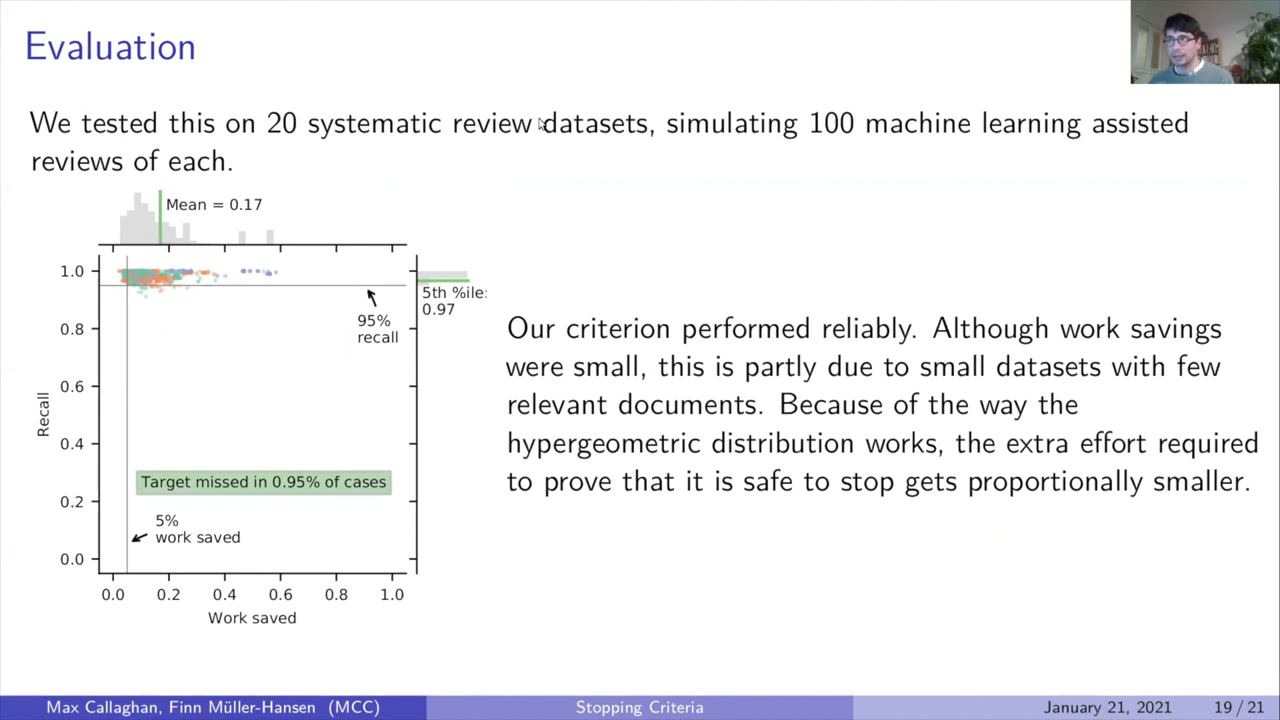 Evaluation
We tested this on 20 systematic review datasets, simulating 100 machine learning assisted
reviews of each.
Mean = 0.17
1.0
0.8
0.6
0.4
0.2
0.0
Recall
5th %ile:
0.97
95%
recall
Target missed in 0.95% of cases
5%
work saved
0.0 0.2 0.4 0.6 0.8 1.0
Work saved
Our criterion performed reliably. Although work savings
were small, this is partly due to small datasets with few
relevant documents. Because of the way the
hypergeometric distribution works, the extra effort required
to prove that it is safe to stop gets proportionally smaller.
Max Callaghan, Finn Müller-Hansen (MCC) Stopping Criteria January 21, 2021 19 / 21